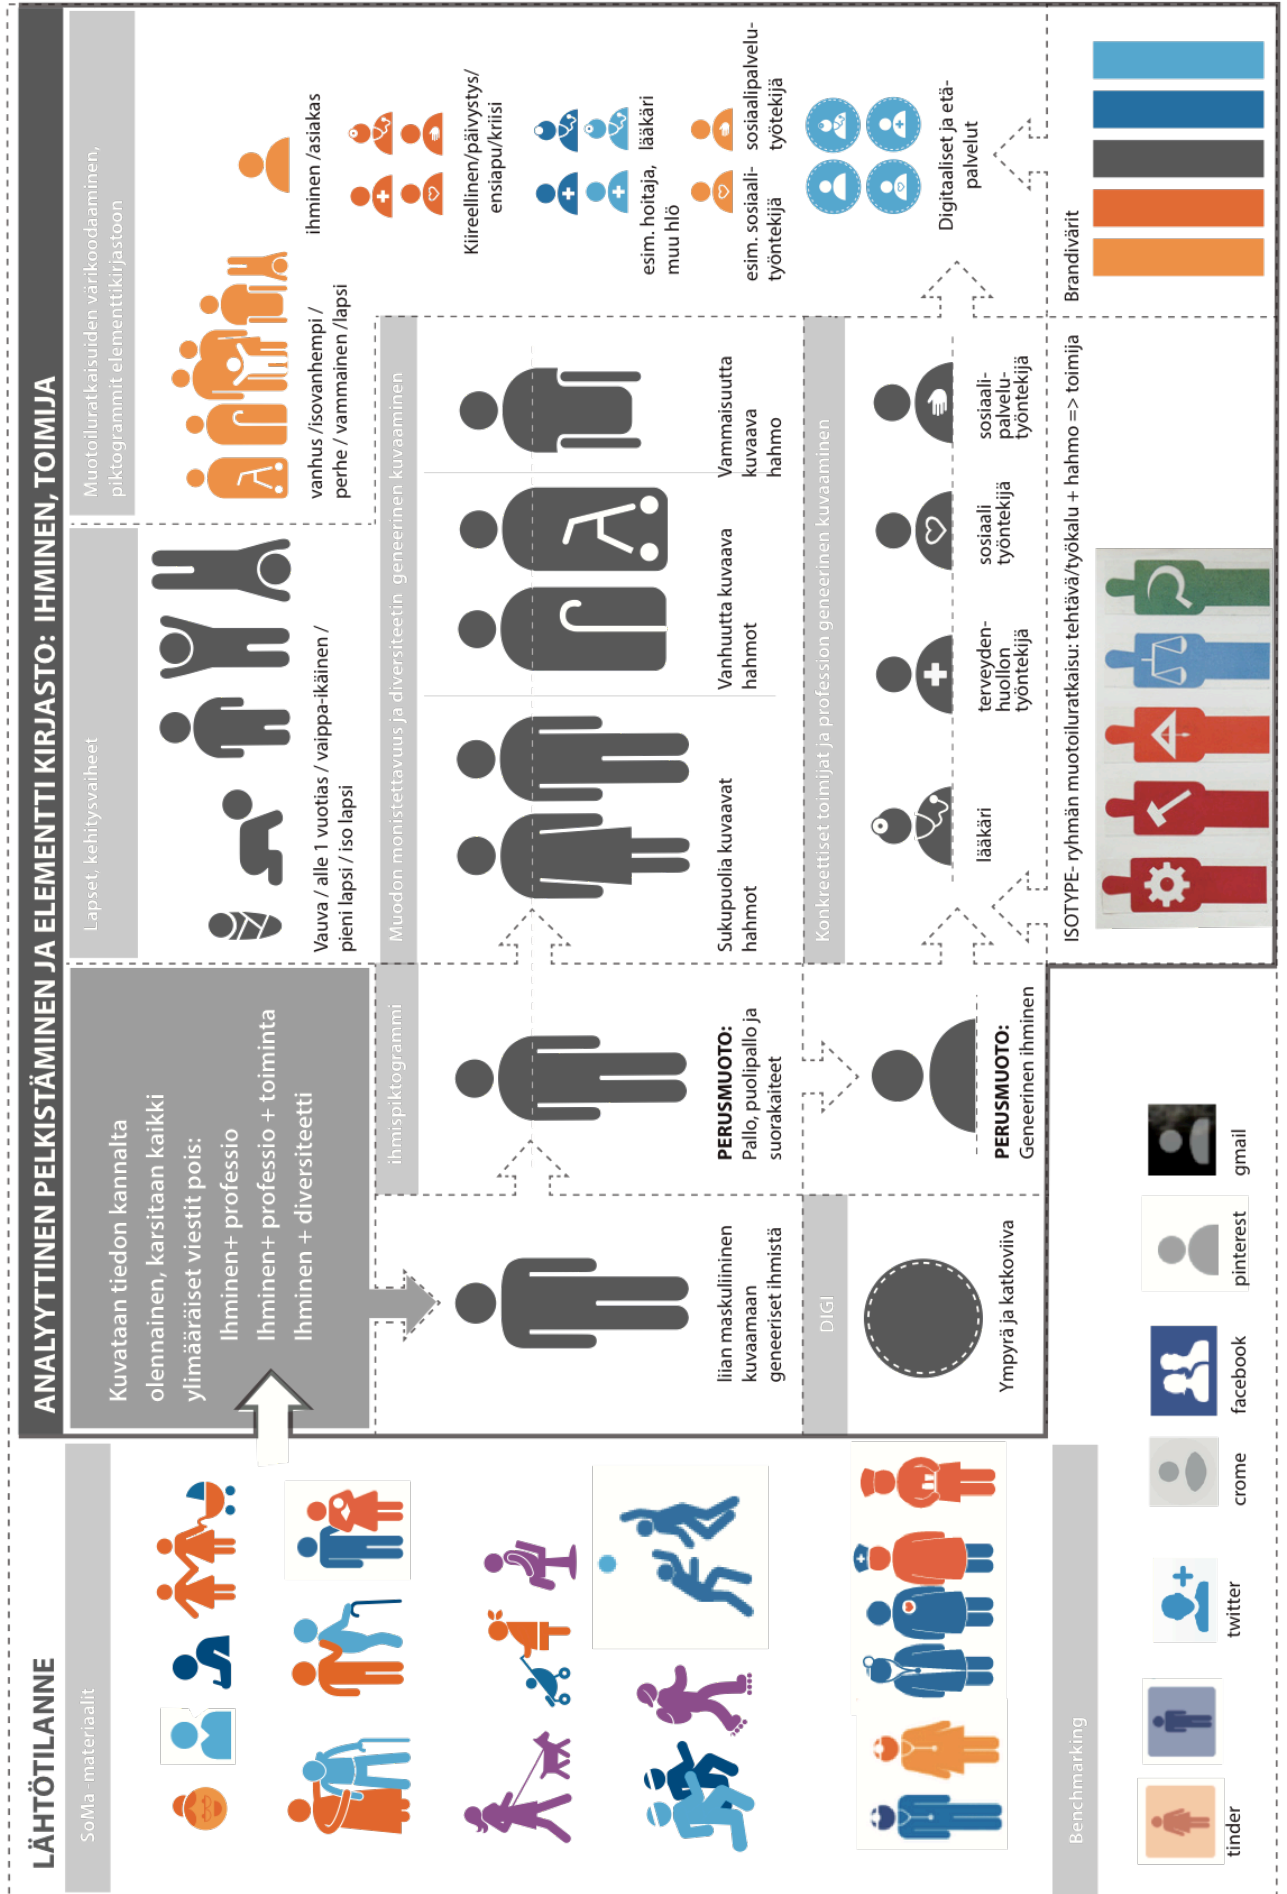 LÄHTÖTILANNE
SoMa -materiaalit
Benchmarking
tinder
twitter
crome
facebook
pinterest
gmail
ANALYYTTINEN PELKISTÄMINEN JA ELEMENTTI KIRJASTO: IHMINEN, TOIMIJA
Kuvataan tiedon kannalta
olennainen, karsitaan kaikki
ylimääräiset viestit pois:
Ihminen+ professio
Ihminen+ professio + toiminta
Ihminen + diversiteetti
liian maskuliininen
kuvaamaan
geneeriset ihmistä
DIGI
Ympyrä ja katkoviiva
ihmispiktogrammi
PERUSMUOTO:
Pallo, puolipallo ja
suorakaiteet
PERUSMUOTO:
Geneerinen ihminen
Lapset, kehitysvaiheet
Vauva / alle 1 vuotias / vaippa-ikäinen /
pieni lapsi / iso lapsi
Muodon monistettavuus ja diversiteetin geneerinen kuvaaminen
Sukupuolia kuvaavat
hahmot
Vanhuutta kuvaava
hahmot
Vammaisuutta
kuvaava
hahmo
Konkreettiset toimijat ja profession geneerinen kuvaaminen
lääkäri
terveyden-
huollon
työntekijä
sosiaali
työntekijä
sosiaali-
palvelu-
työntekijä
ISOTYPE- ryhmän muotoiluratkaisu: tehtävä/työkalu + hahmo => toimija
Muotoiluratkaisuiden värikoodaaminen,
piktogrammit elementtikirjastoon
vanhus /isovanhempi /
perhe / vammainen /lapsi
ihminen /asiakas
Kiireellinen/päivystys/
ensiapu/kriisi
esim. hoitaja,
muu hlö
lääkäri
esim. sosiaali-
työntekijä
sosiaalipalvelu-
työtekijä
Digitaaliset ja etä-
palvelut
Brandivärit